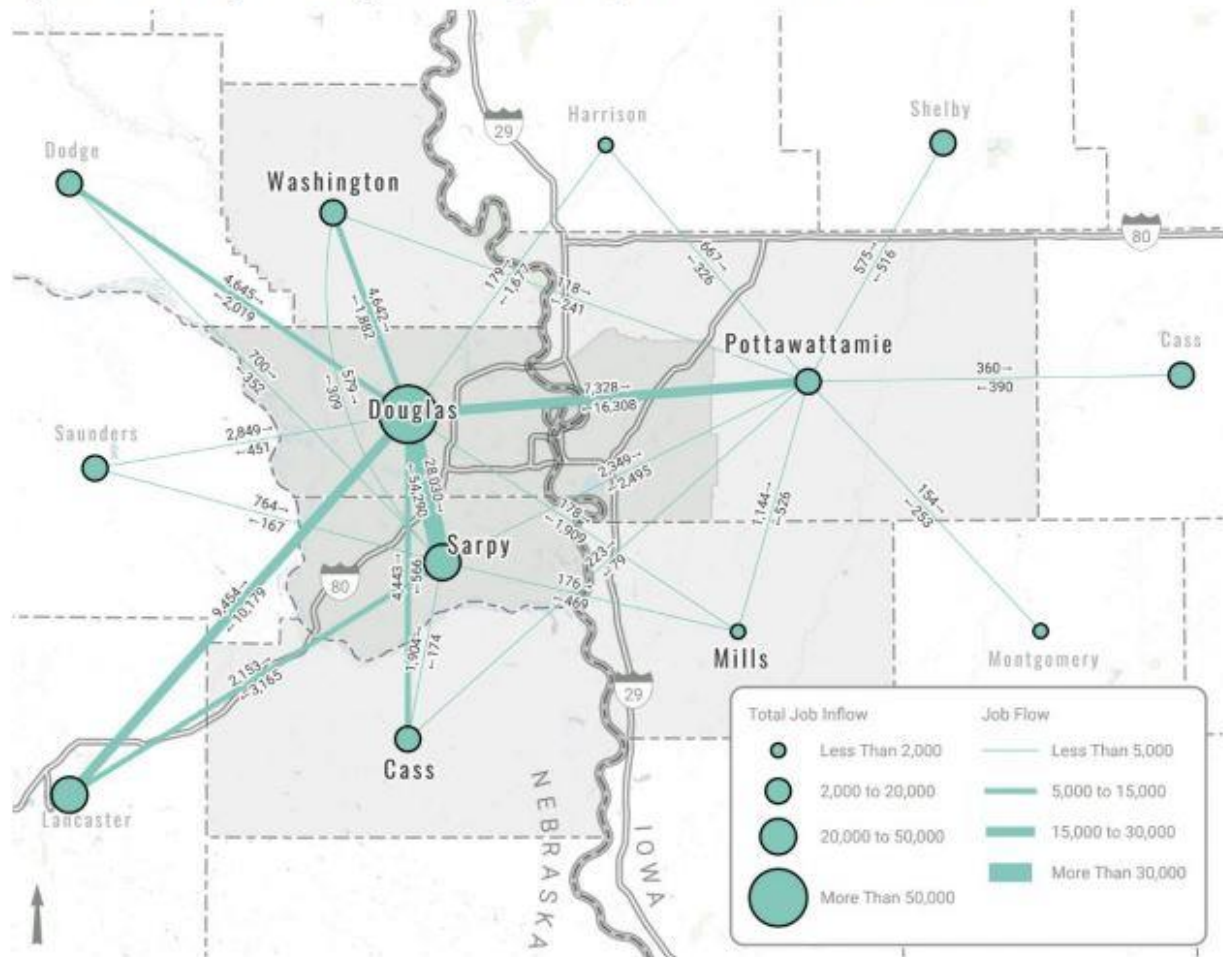 Harrison
Shelby
29
Dodge
Washington
80
667→
←326
575→
←516
179→
←1,677
118→
←241
4,645→
←2,019
4,642→
←1,882
Pottawattamie
Cass
700→
←352
579→
←309
7,328→
←16,308
360→
←390
Douglas
Saunders
2,849→
←451
28,030→
←54,290
2,349→
←2,495
764→
←167
178→
←1,909
1,144→
←526
154→
←253
Sarpy
80
223→
←79
4,443→
←566
176→
←469
9,454→
←10,179
1,904→
←174
Mills
Montgomery
2,153→
←3,165
29
Cass
Lancaster
NEBRASKA
IOWA
Total Job Inflow
Less Than 2,000
2,000 to 20,000
20,000 to 50,000
More Than 50,000
Job Flow
Less Than 5,000
5,000 to 15,000
15,000 to 30,000
More Than 30,000